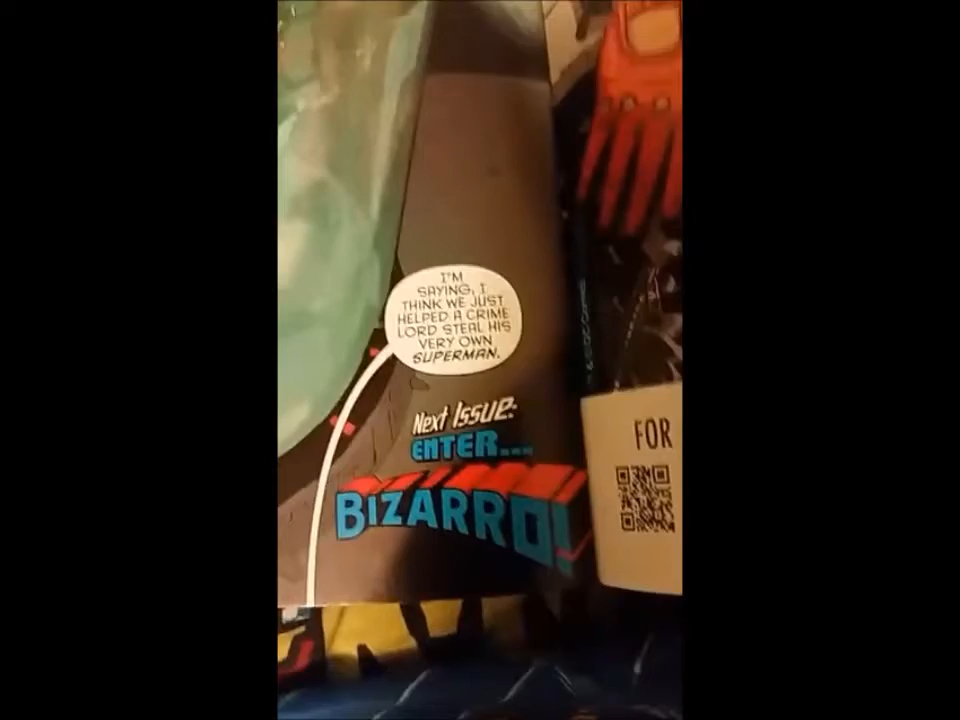 I'M
SAYING, I
THINK WE JUST
HELPED A CRIME
LORD STEAL HIS
VERY OWN
SUPERMAN.
Next Issue:
ENTER...
BIZARRO!
FOR